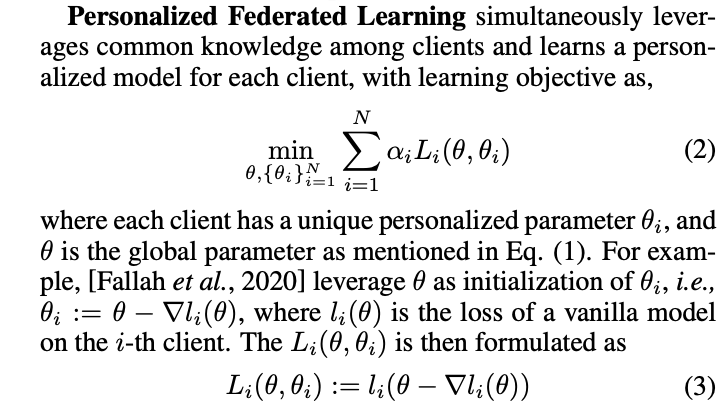 Personalized Federated Learning simultaneously lever-
ages common knowledge among clients and learns a person-
alized model for each client, with learning objective as,
min_{θ,{θ_i}_{i=1}^N} ∑_{i=1}^N α_i L_i(θ, θ_i) (2)
where each client has a unique personalized parameter θ_i, and
θ is the global parameter as mentioned in Eq. (1). For exam-
ple, [Fallah et al., 2020] leverage θ as initialization of θ_i, i.e.,
θ_i := θ − ∇l_i(θ), where l_i(θ) is the loss of a vanilla model
on the i-th client. The L_i(θ, θ_i) is then formulated as
L_i(θ, θ_i) := l_i(θ − ∇l_i(θ)) (3)